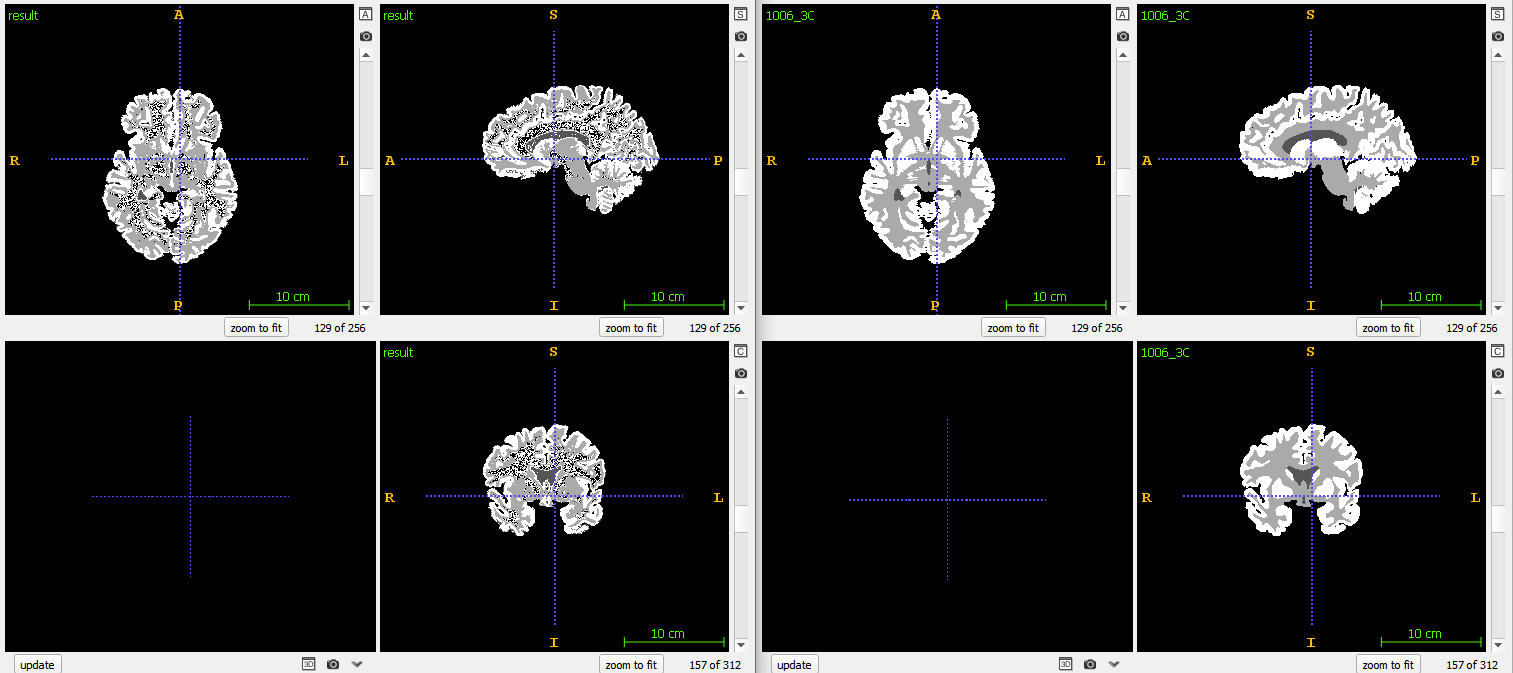 result
A
R
L
P
10 cm
A
zoom to fit
129 of 256
result
S
A
P
I
10 cm
S
zoom to fit
129 of 256
1006_3C
A
R
L
P
10 cm
A
zoom to fit
129 of 256
1006_3C
S
A
P
I
10 cm
S
zoom to fit
129 of 256
update
3D
result
S
R
L
I
10 cm
C
zoom to fit
157 of 312
update
3D
1006_3C
S
R
L
I
10 cm
C
zoom to fit
157 of 312